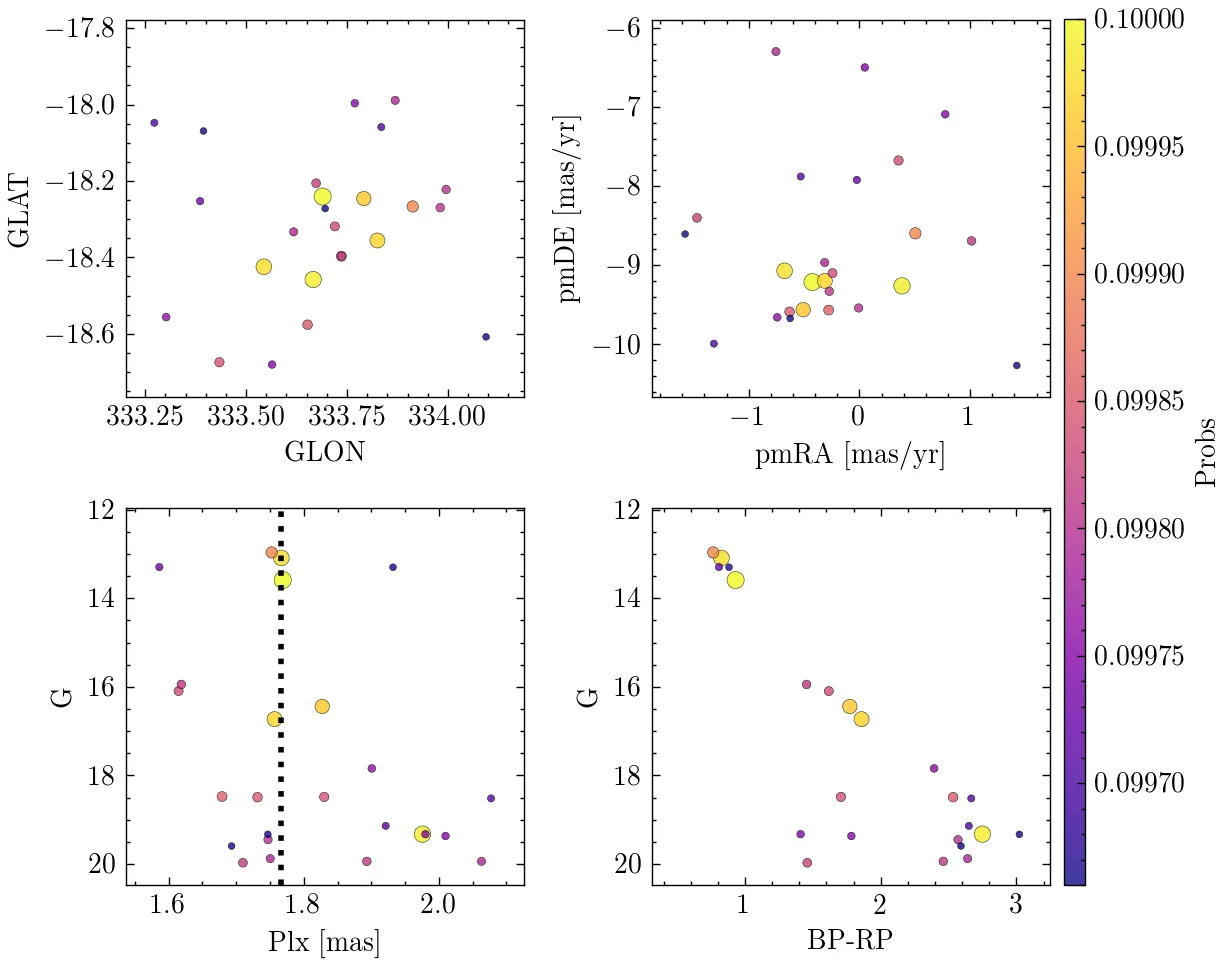 −17.8
−18.0
−18.2
−18.4
−18.6
GLAT
333.25 333.50 333.75 334.00
GLON
−6
−7
−8
−9
−10
pmDE [mas/yr]
−1 0 1
pmRA [mas/yr]
12
14
16
18
20
G
1.6 1.8 2.0
Plx [mas]
12
14
16
18
20
G
1 2 3
BP-RP
0.10000
0.09995
0.09990
0.09985
0.09980
0.09975
0.09970
Probs